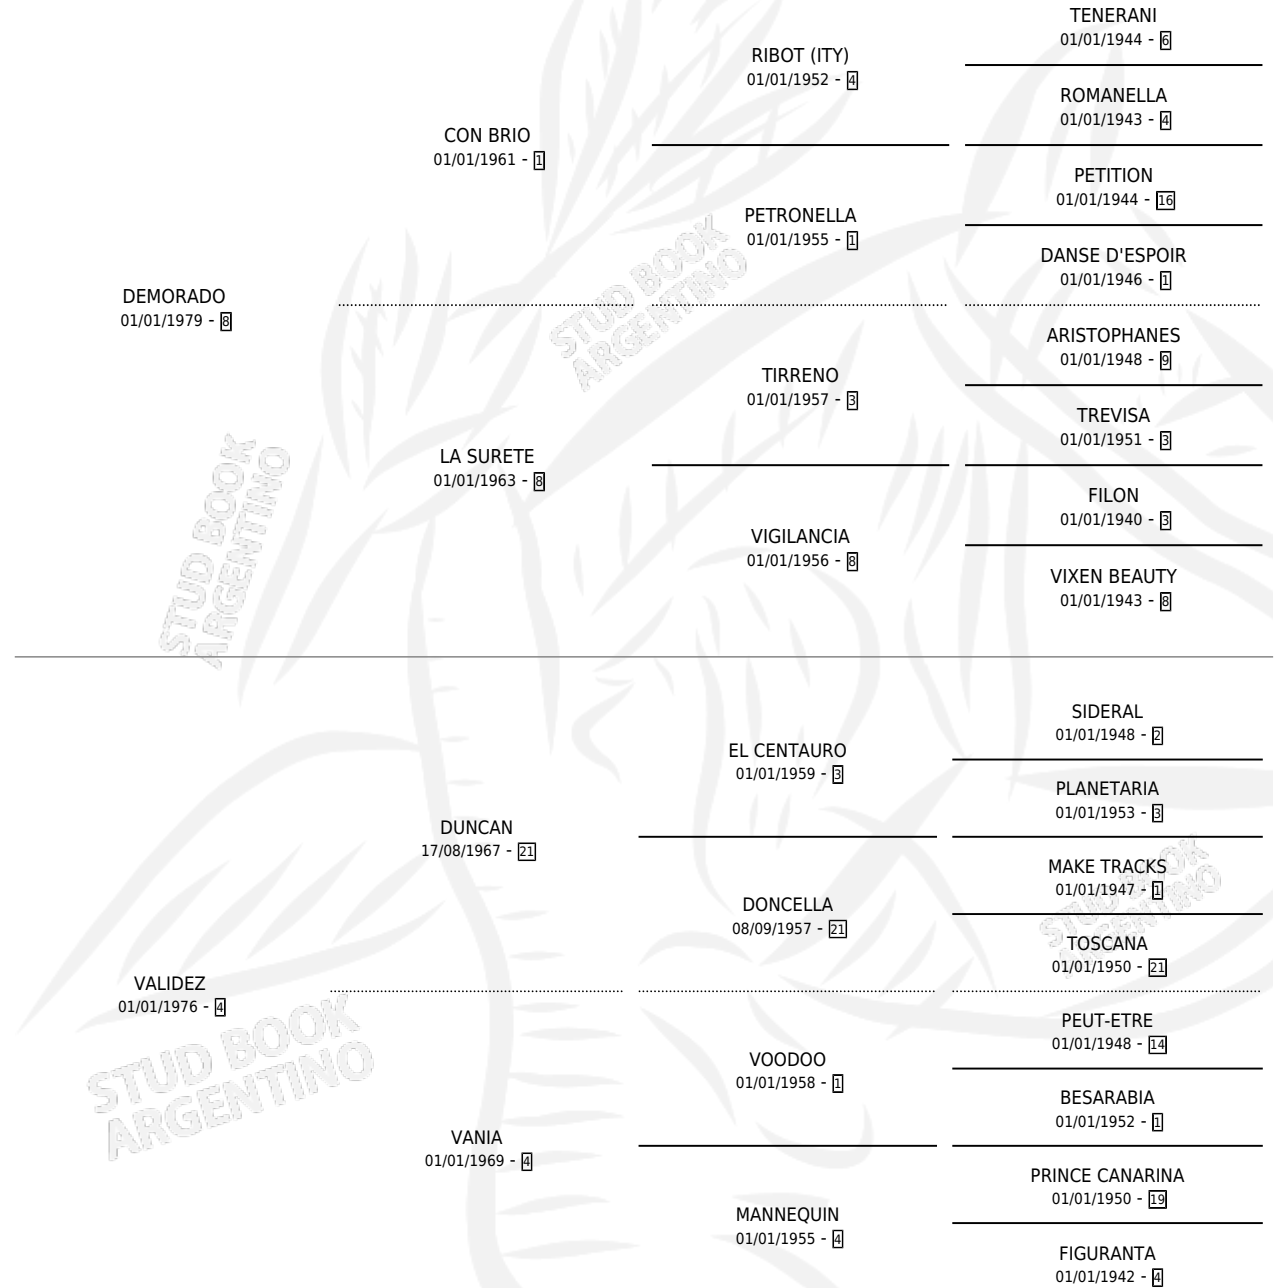 TENERANI
01/01/1944 - 6
RIBOT (ITY)
01/01/1952 - 4
ROMANELLA
01/01/1943 - 4
CON BRIO
01/01/1961 - 1
PETITION
01/01/1944 - 16
PETRONELLA
01/01/1955 - 1
DANSE D'ESPOIR
01/01/1946 - 1
DEMORADO
01/01/1979 - 8
STUD BOOK
ARGENTINO
ARISTOPHANES
01/01/1948 - 9
TIRRENO
01/01/1957 - 3
TREVISA
01/01/1951 - 3
LA SURETE
01/01/1963 - 8
FILON
01/01/1940 - 3
VIGILANCIA
01/01/1956 - 8
VIXEN BEAUTY
01/01/1943 - 8
STUD BOOK
ARGENTINO
SIDERAL
01/01/1948 - 2
EL CENTAURO
01/01/1959 - 3
PLANETARIA
01/01/1953 - 3
DUNCAN
17/08/1967 - 21
MAKE TRACKS
01/01/1947 - 1
DONCELLA
08/09/1957 - 21
TOSCANA
01/01/1950 - 21
STUD BOOK
ARGENTINO
VALIDEZ
01/01/1976 - 4
PEUT-ETRE
01/01/1948 - 14
VOODOO
01/01/1958 - 1
BESARABIA
01/01/1952 - 1
STUD BOOK
ARGENTINO
VANIA
01/01/1969 - 4
PRINCE CANARINA
01/01/1950 - 19
MANNEQUIN
01/01/1955 - 4
FIGURANTA
01/01/1942 - 4